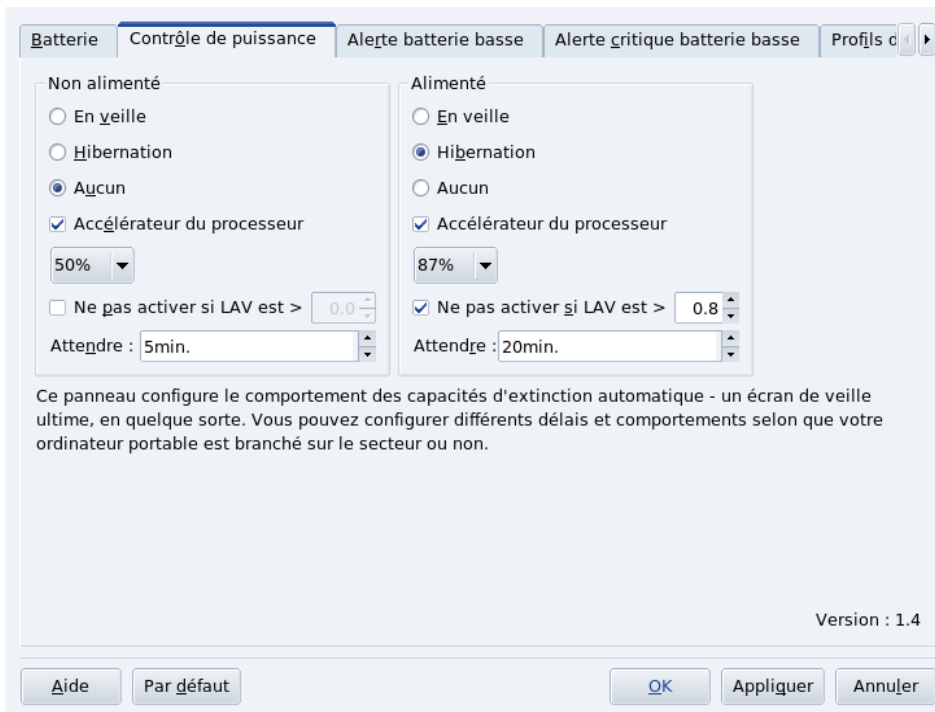 Batterie
Contrôle de puissance
Alerte batterie basse
Alerte critique batterie basse
Profils d
Non alimenté
En veille
Hibernation
Aucun
Accélérateur du processeur
50%
Ne pas activer si LAV est >
0.0
Attendre :
5min.
Alimenté
En veille
Hibernation
Aucun
Accélérateur du processeur
87%
Ne pas activer si LAV est >
0.8
Attendre :
20min.
Ce panneau configure le comportement des capacités d'extinction automatique - un écran de veille
ultime, en quelque sorte. Vous pouvez configurer différents délais et comportements selon que votre
ordinateur portable est branché sur le secteur ou non.
Version : 1.4
Aide
Par défaut
OK
Appliquer
Annuler